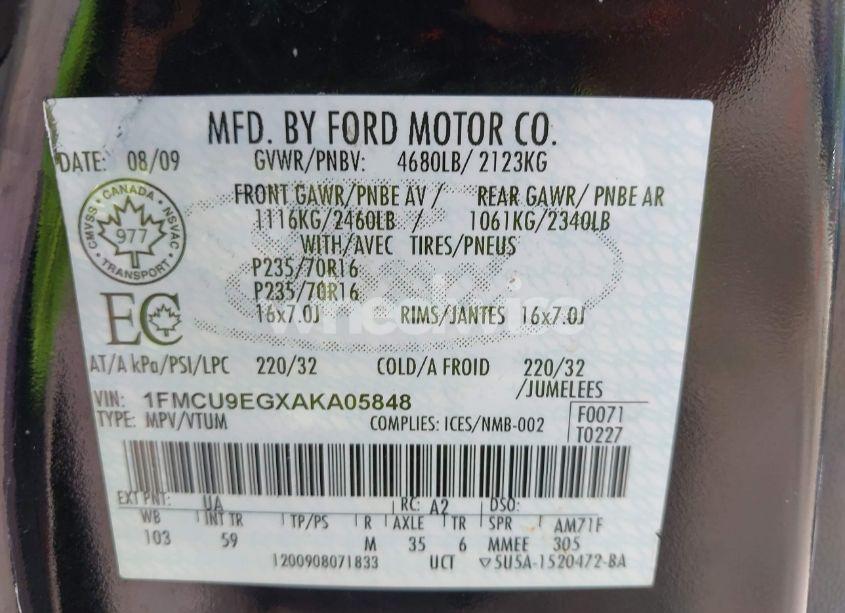 MFD. BY FORD MOTOR CO.
DATE: 08/09 GVWR/PNBV: 4680LB/ 2123KG
FRONT GAWR/PNBE AV / REAR GAWR/ PNBE AR
1116KG/2460LB / 1061KG/2340LB
WITH/AVEC TIRES/PNEUS
P235/70R16
P235/70R16
16x7.0J RIMS/JANTES 16x7.0J
CANADA
CMVSS NSVAC
977
TRANSPORT
EC
AT/A kPa/PSI/LPC 220/32 COLD/A FROID 220/32
/JUMELEES
VIN: 1FMCU9EGXAKA05848
TYPE: MPV/VTUM COMPLIES: ICES/NMB-002
F0071
T0227
EXT PNT: UA RC: A2 DSO:
WB INT TR TP/PS R AXLE TR SPR AM71F
103 59 M 35 6 MMEE 305
1200908071833 UCT 5U5A-1520472-BA